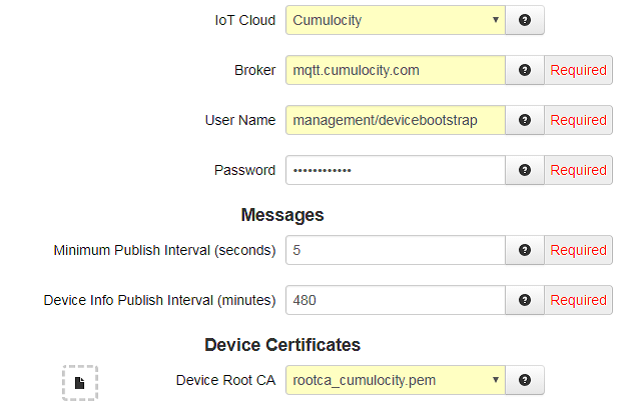 IoT Cloud Cumulocity
Broker mqtt.cumulocity.com Required
User Name management/devicebootstrap Required
Password •••••••••••• Required
Messages
Minimum Publish Interval (seconds) 5 Required
Device Info Publish Interval (minutes) 480 Required
Device Certificates
Device Root CA rootca_cumulocity.pem